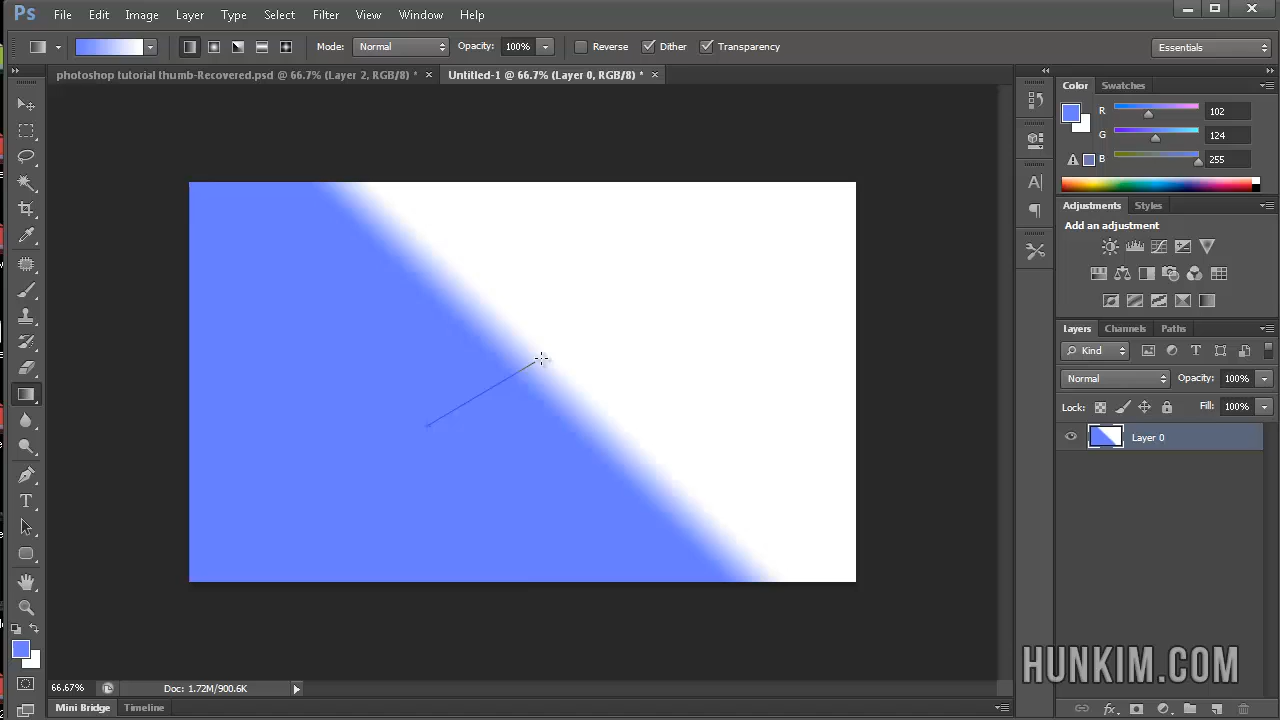 Ps File Edit Image Layer Type Select Filter View Window Help
Mode: Normal Opacity: 100% Reverse Dither Transparency Essentials
photoshop tutorial thumb-Recovered.psd @ 66.7% (Layer 2, RGB/8) * × Untitled-1 @ 66.7% (Layer 0, RGB/8) * ×
Color Swatches
R 102
G 124
B 255
Adjustments Styles
Add an adjustment
Layers Channels Paths
Kind
Normal Opacity: 100%
Lock: Fill: 100%
Layer 0
HUNKIM.COM
66.67% Doc: 1.72M/900.6K
Mini Bridge Timeline